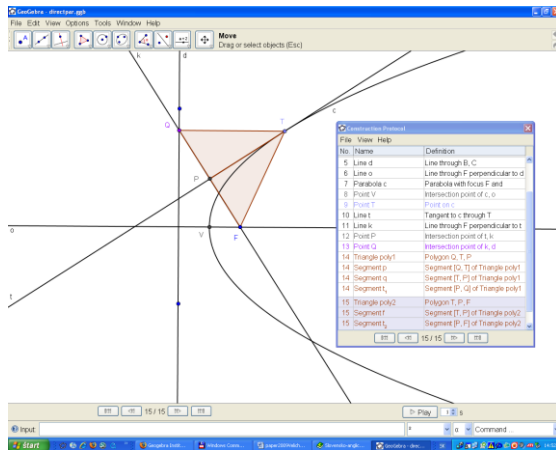 GeoGebra - directpar.ggb
File Edit View Options Tools Window Help
Move
Drag or select objects (Esc)
k
d
Q
T
c
P
o
V
F
t
Construction Protocol
File View Help
No. Name Definition
5 Line d Line through B, C
6 Line o Line through F perpendicular to d
7 Parabola c Parabola with focus F and
8 Point V Intersection point of c, o
9 Point T Point on c
10 Line t Tangent to c through T
11 Line k Line through F perpendicular to t
12 Point P Intersection point of t, k
13 Point Q Intersection point of k, d
14 Triangle poly1 Polygon Q, T, P
14 Segment p Segment [Q, T] of Triangle poly1
14 Segment q Segment [T, P] of Triangle poly1
14 Segment t₁ Segment [P, Q] of Triangle poly1
15 Triangle poly2 Polygon T, P, F
15 Segment f Segment [T, P] of Triangle poly2
15 Segment Segment [P, F] of Triangle poly2
15 / 15
15 / 15
Play 1 s
Input
α
Command ...
start